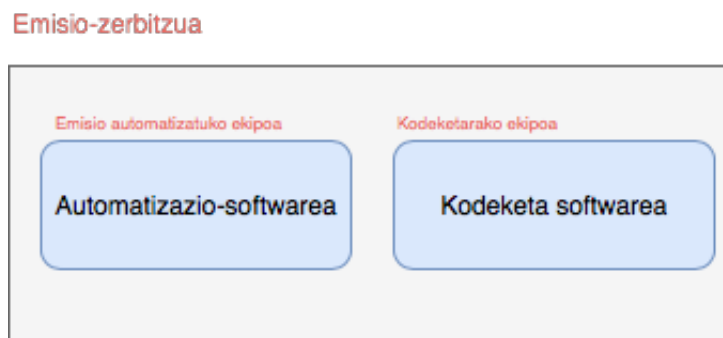 Emisio-zerbitzua
Emisio automatizatuko ekipoa
Kodeketarako ekipoa
Automatizazio-softwarea
Kodeketa softwarea